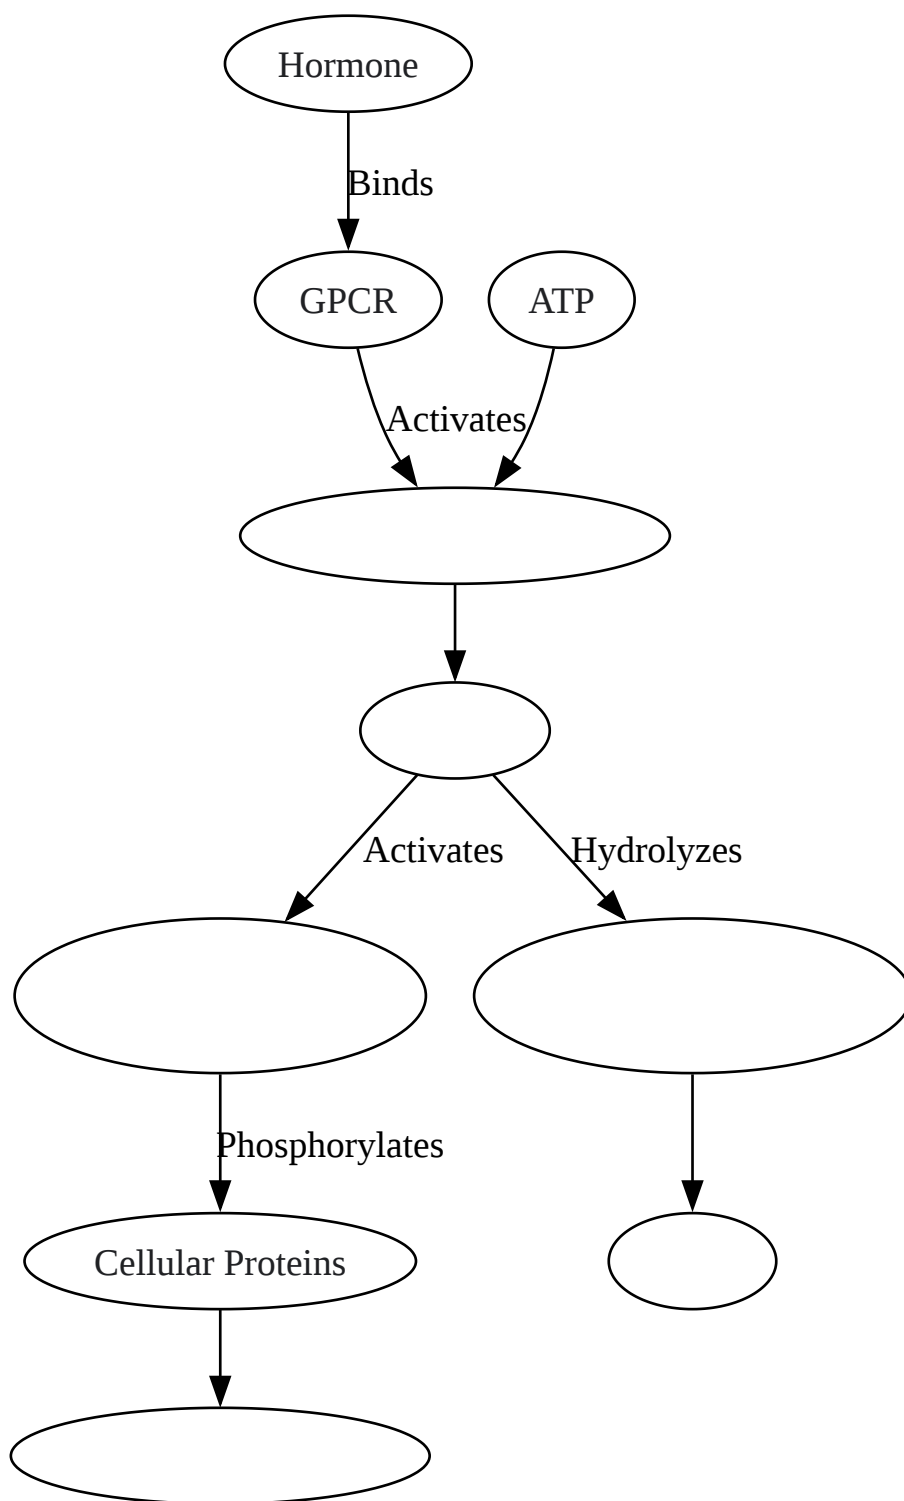 Hormone
Binds
GPCR
ATP
Activates
Activates
Hydrolyzes
Phosphorylates
Cellular Proteins